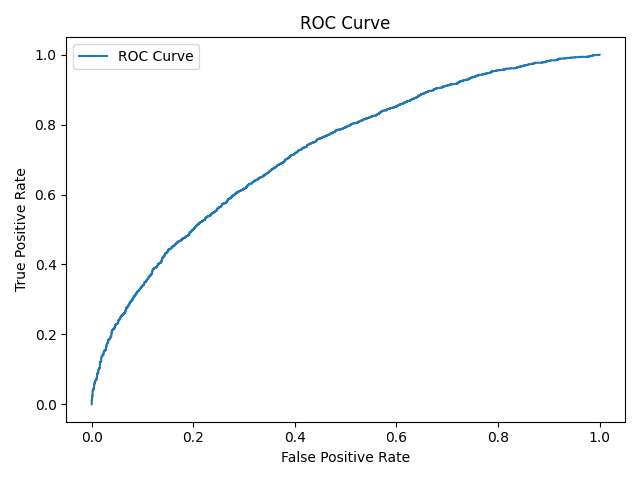 ROC Curve
ROC Curve
1.0
0.8
0.6
0.4
0.2
0.0
True Positive Rate
0.0 0.2 0.4 0.6 0.8 1.0
False Positive Rate